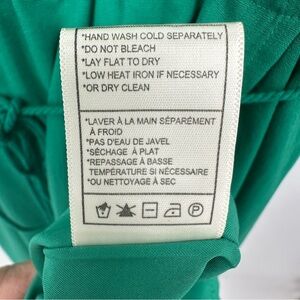 *HAND WASH COLD SEPARATELY
*DO NOT BLEACH
*LAY FLAT TO DRY
*LOW HEAT IRON IF NECESSARY
*OR DRY CLEAN
*LAVER À LA MAIN SÉPARÉMENT
À FROID
*PAS D'EAU DE JAVEL
*SÉCHAGE À PLAT
*REPASSAGE À BASSE
TEMPÉRATURE SI NÉCESSAIRE
*OU NETTOYAGE À SEC
P